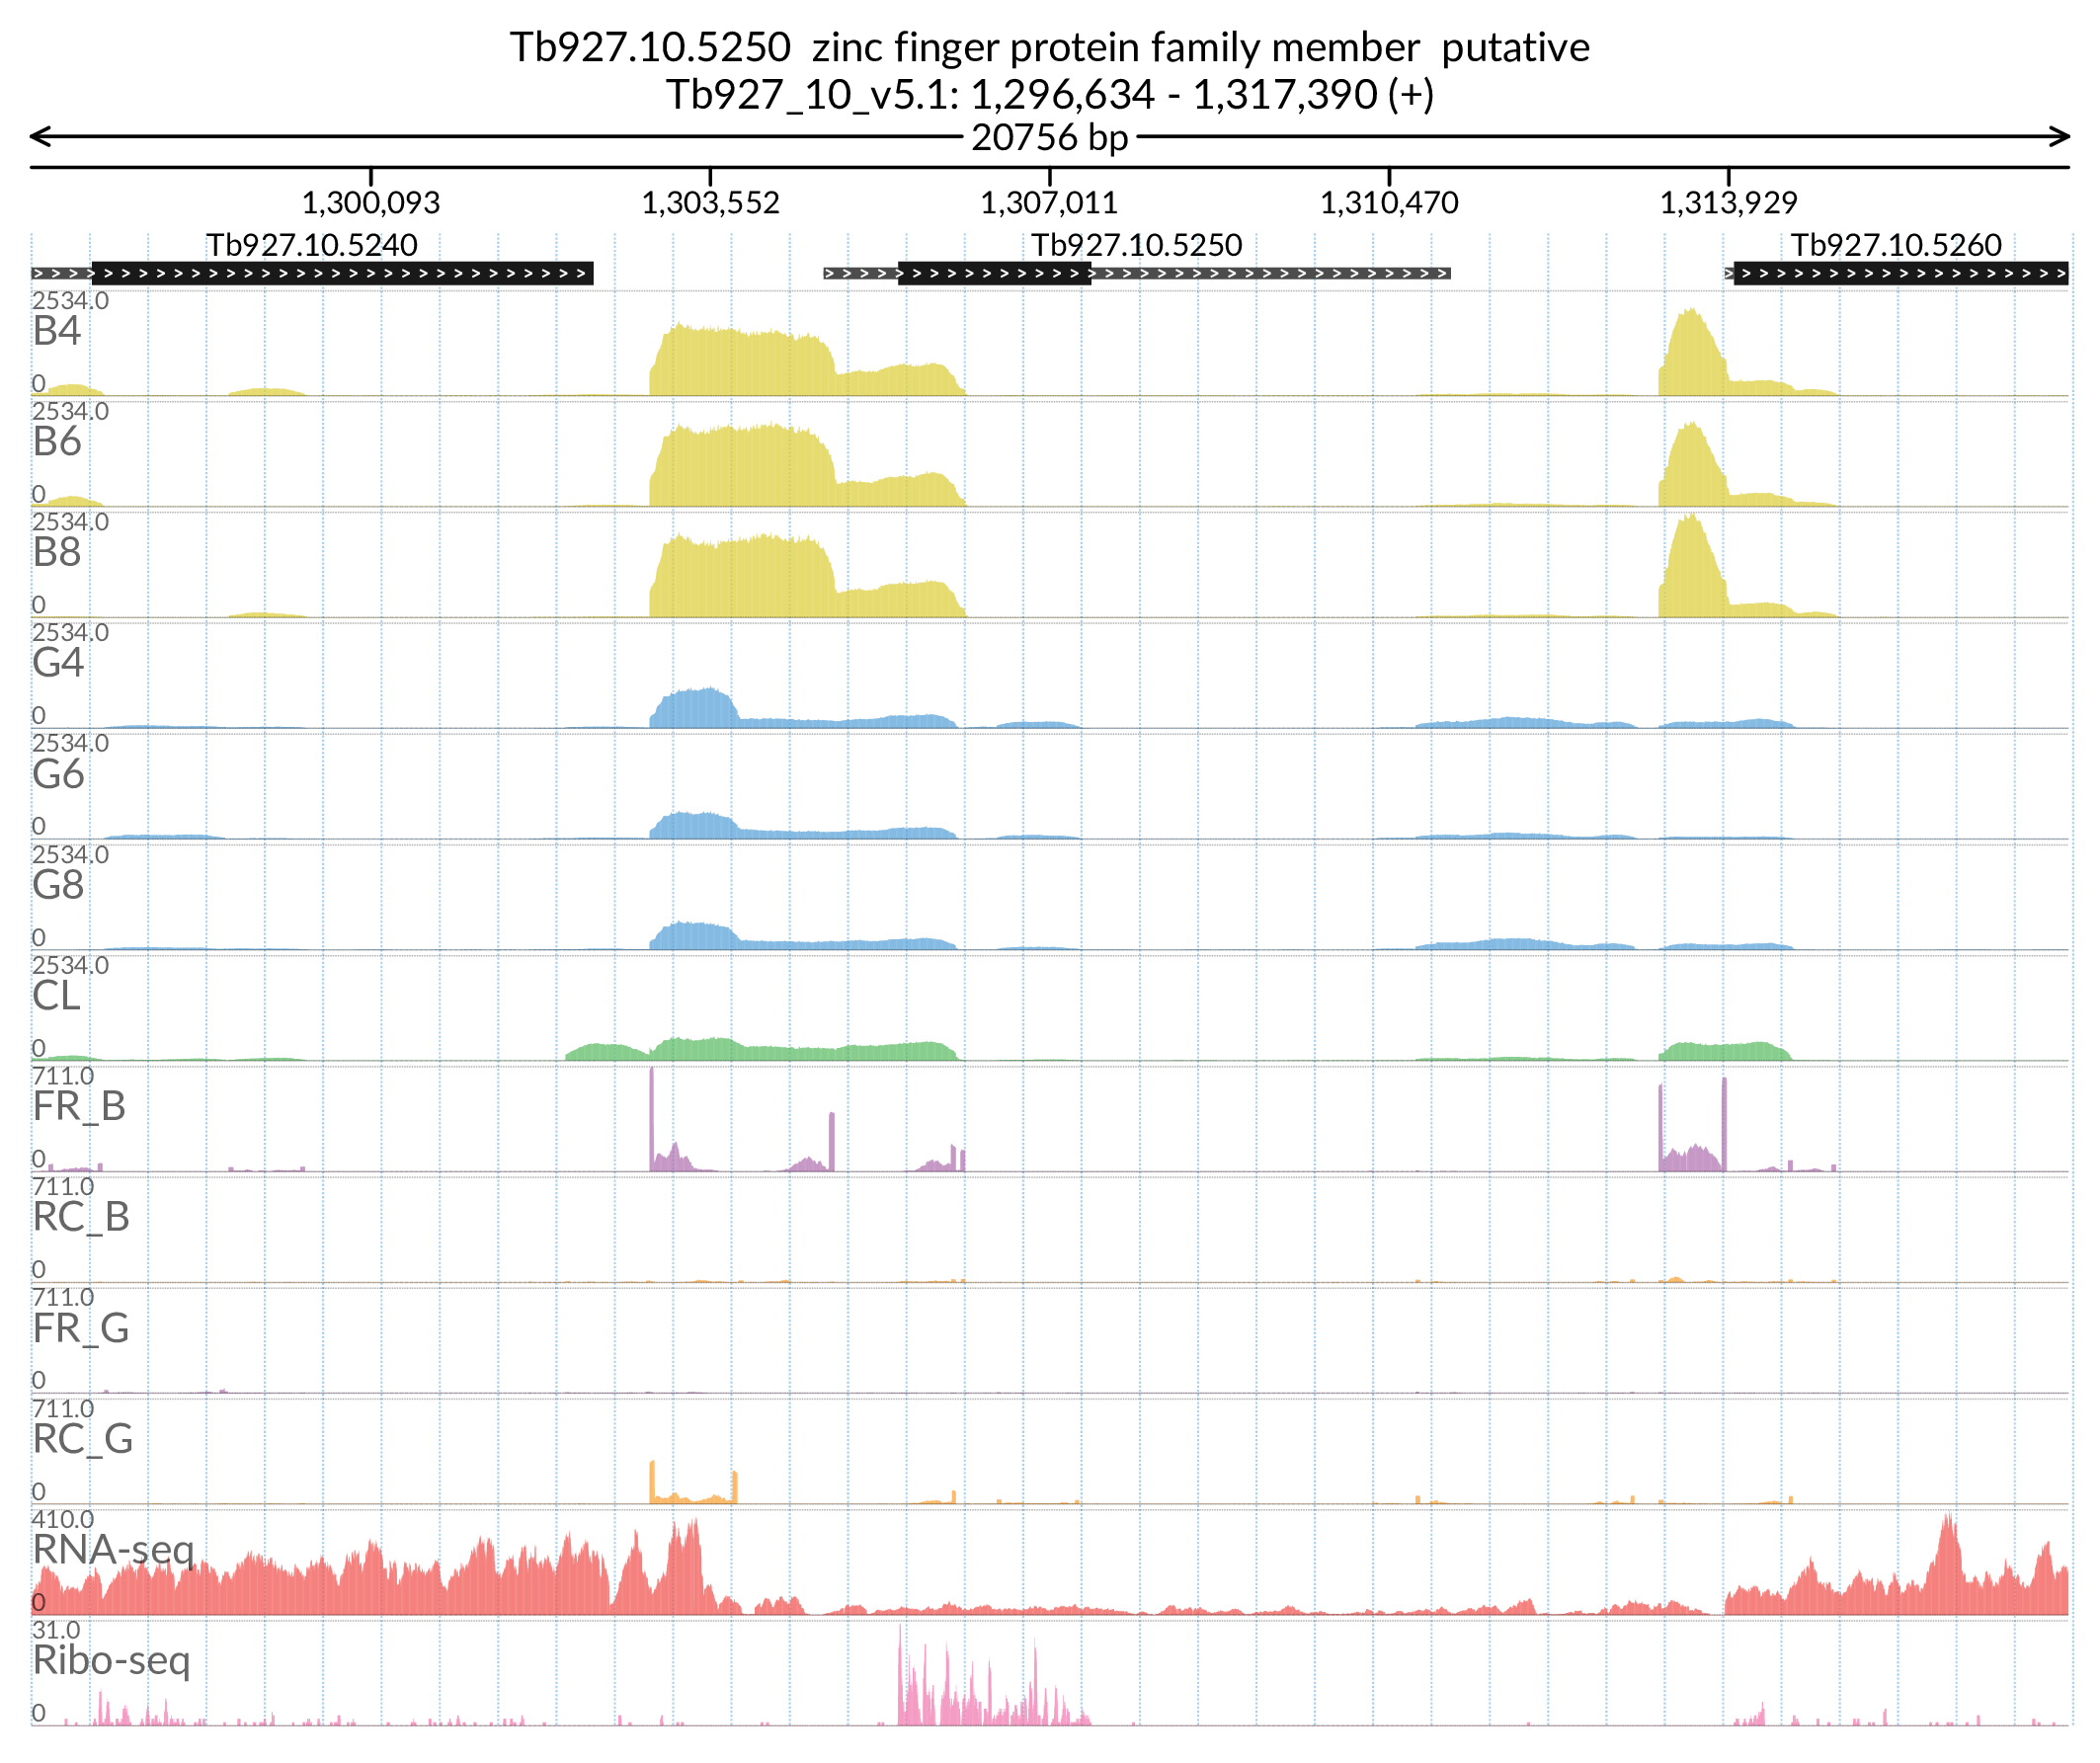 Tb927.10.5250 zinc finger protein family member putative
Tb927_10_v5.1: 1,296,634 - 1,317,390 (+)
20756 bp
1,300,093 1,303,552 1,307,011 1,310,470 1,313,929
Tb927.10.5240 Tb927.10.5250 Tb927.10.5260
2534.0
B4
0
2534.0
B6
0
2534.0
B8
0
2534.0
G4
0
2534.0
G6
0
2534.0
G8
0
2534.0
CL
0
711.0
FR_B
0
711.0
RC_B
0
711.0
FR_G
0
711.0
RC_G
0
410.0
RNA-seq
0
31.0
Ribo-seq
0